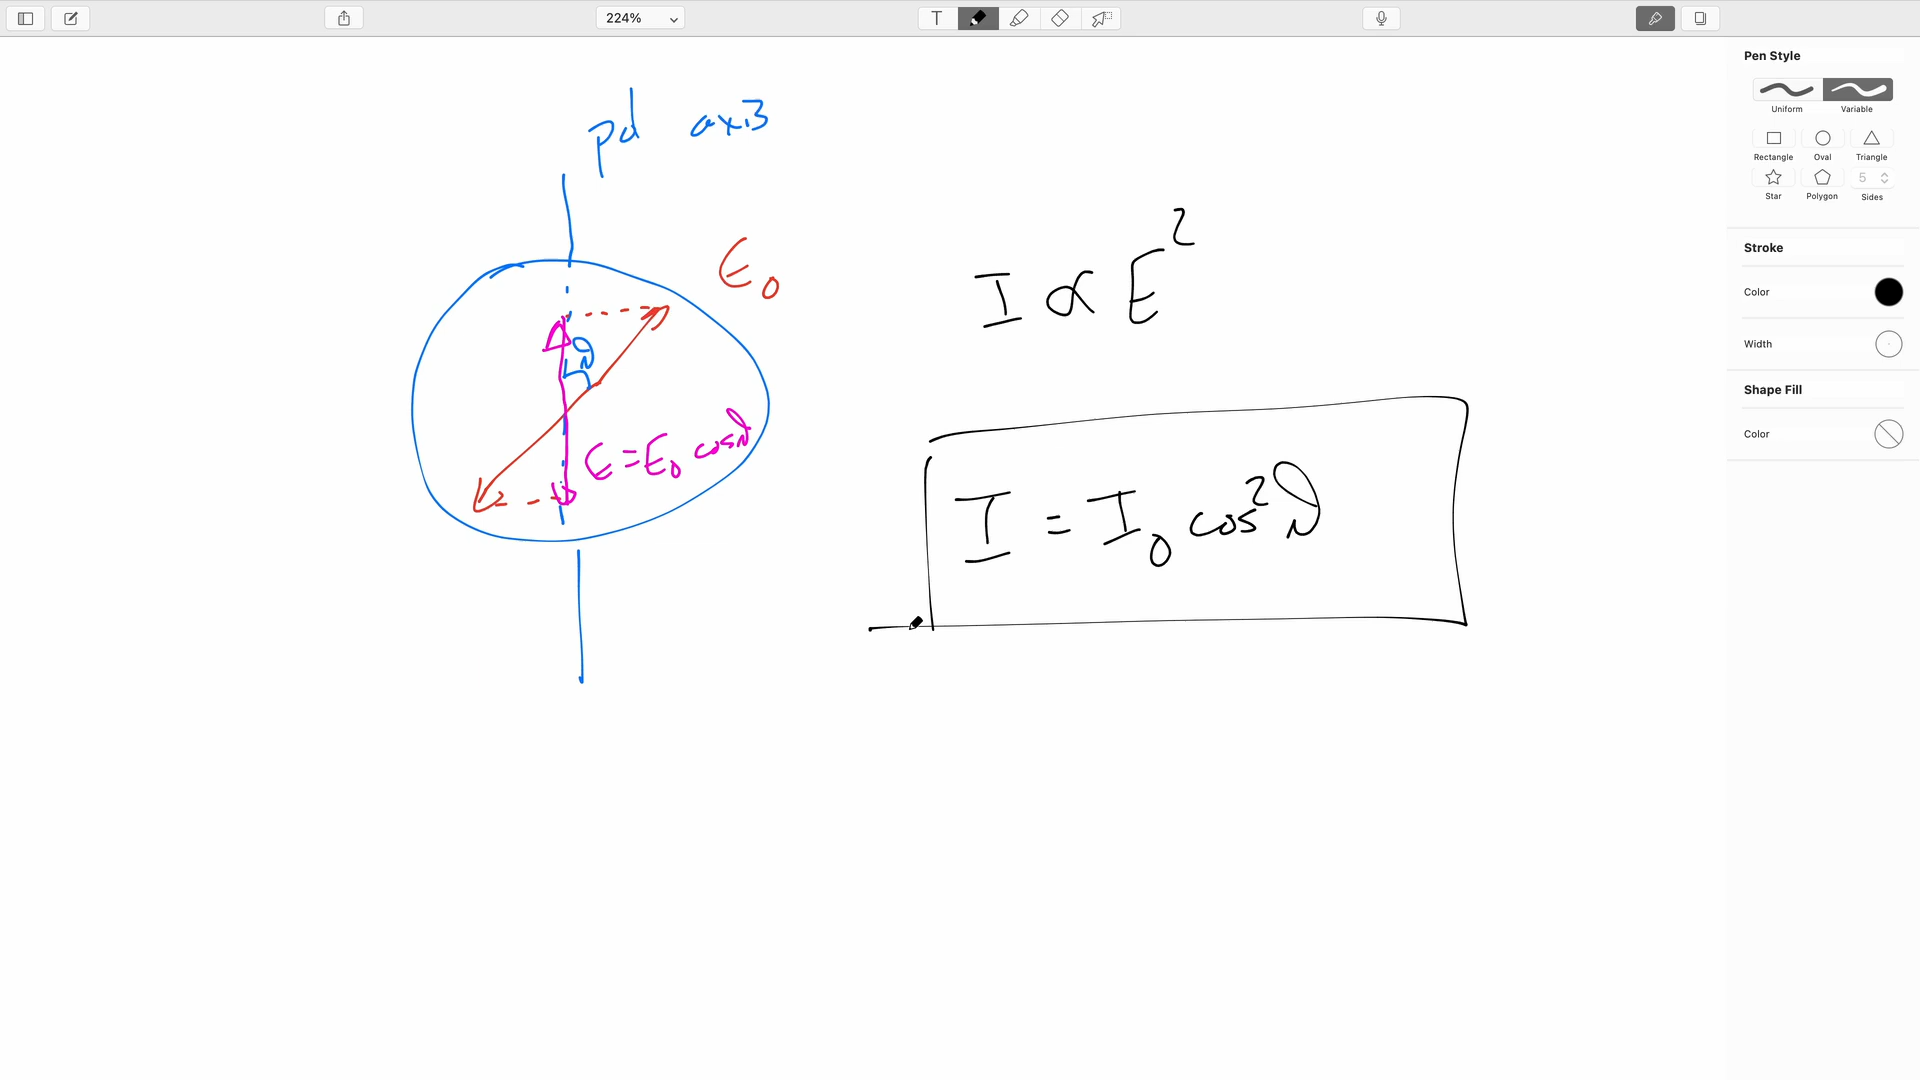 224%
T
Pen Style
Uniform
Variable
Rectangle
Oval
Triangle
5
Star
Polygon
Sides
Stroke
Color
Width
Shape Fill
Color
pol axis
E₀
θ
E = E₀ cosθ
I ∝ E²
I = I₀ cos²θ